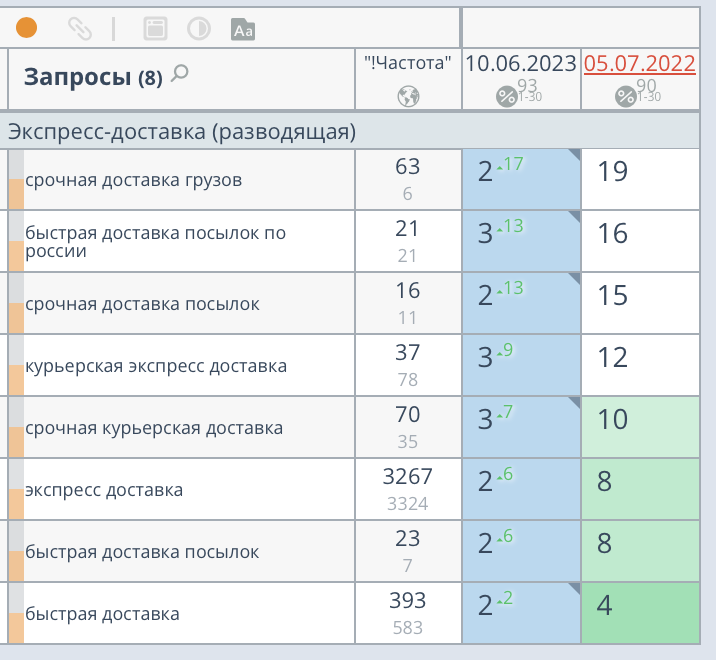 Aa
Запросы (8) "!Частота" 10.06.2023 05.07.2022
93 90
% 1-30 % 1-30
Экспресс-доставка (разводящая)
срочная доставка грузов 63 2 17 19
6
быстрая доставка посылок по 21 3 13 16
россии 21
срочная доставка посылок 16 2 13 15
11
курьерская экспресс доставка 37 3 9 12
78
срочная курьерская доставка 70 3 7 10
35
экспресс доставка 3267 2 6 8
3324
быстрая доставка посылок 23 2 6 8
7
быстрая доставка 393 2 2 4
583